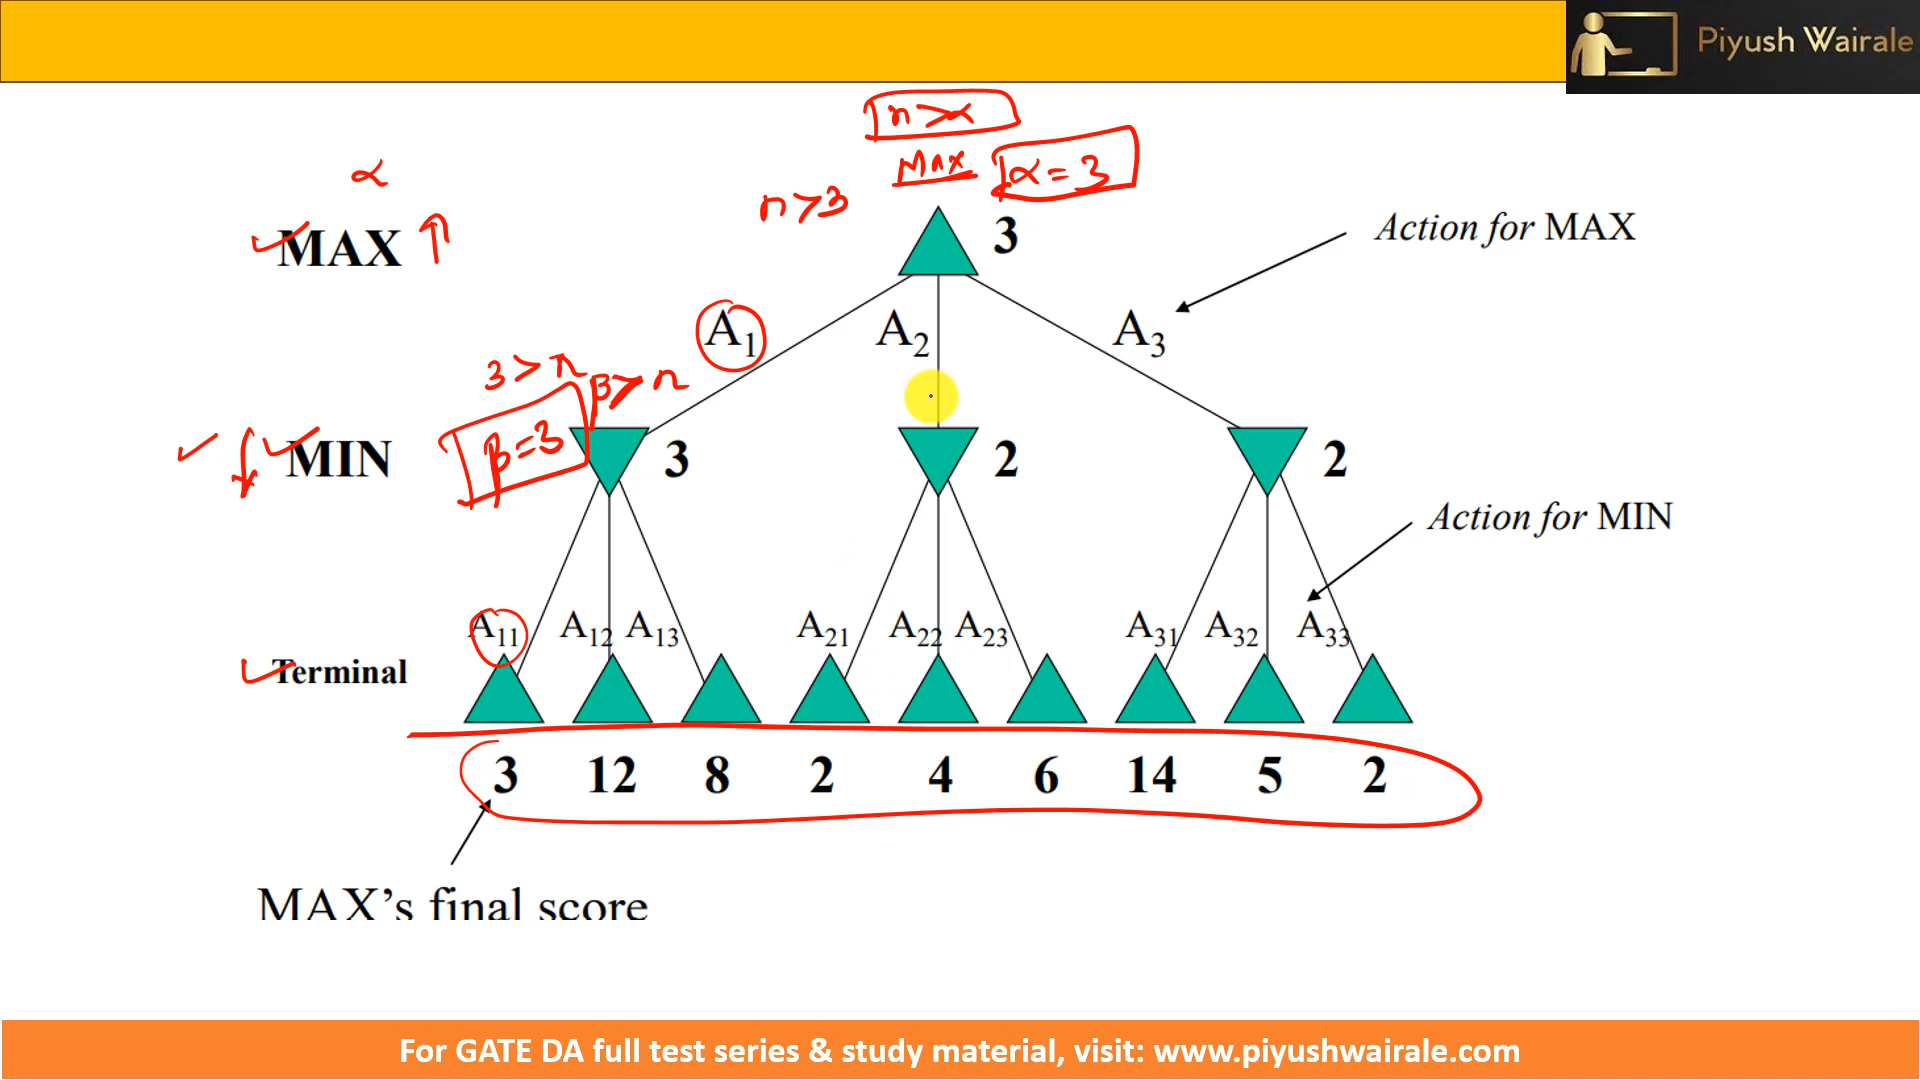 Piyush Wairale
n > α
α
Max α = 3
n > 3
MAX ↑
3
Action for MAX
A1 A2 A3
3 > n
β > n
β = 3
MIN
3 2 2
Action for MIN
A11 A12 A13 A21 A22 A23 A31 A32 A33
Terminal
3 12 8 2 4 6 14 5 2
MAX’s final score
For GATE DA full test series & study material, visit: www.piyushwairale.com